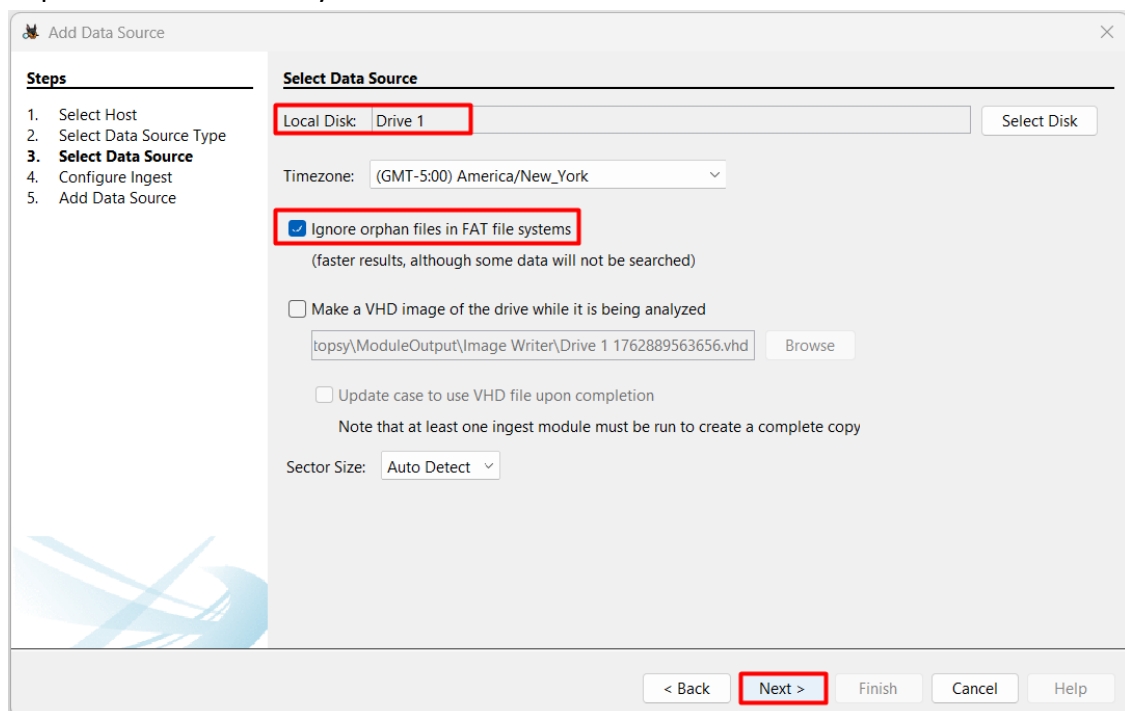 Add Data Source
Steps
1. Select Host
2. Select Data Source Type
3. Select Data Source
4. Configure Ingest
5. Add Data Source
Select Data Source
Local Disk: Drive 1 Select Disk
Timezone: (GMT-5:00) America/New_York
Ignore orphan files in FAT file systems
(faster results, although some data will not be searched)
Make a VHD image of the drive while it is being analyzed
topsy\ModuleOutput\Image Writer\Drive 1 1762889563656.vhd Browse
Update case to use VHD file upon completion
Note that at least one ingest module must be run to create a complete copy
Sector Size: Auto Detect
< Back Next > Finish Cancel Help